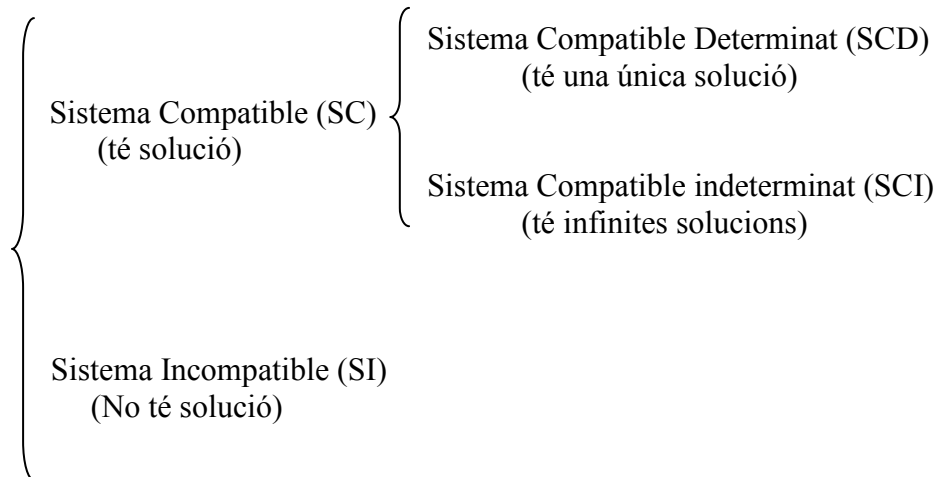 Sistema Compatible Determinat (SCD)
(té una única solució)
Sistema Compatible (SC)
(té solució)
Sistema Compatible indeterminat (SCI)
(té infinites solucions)
Sistema Incompatible (SI)
(No té solució)